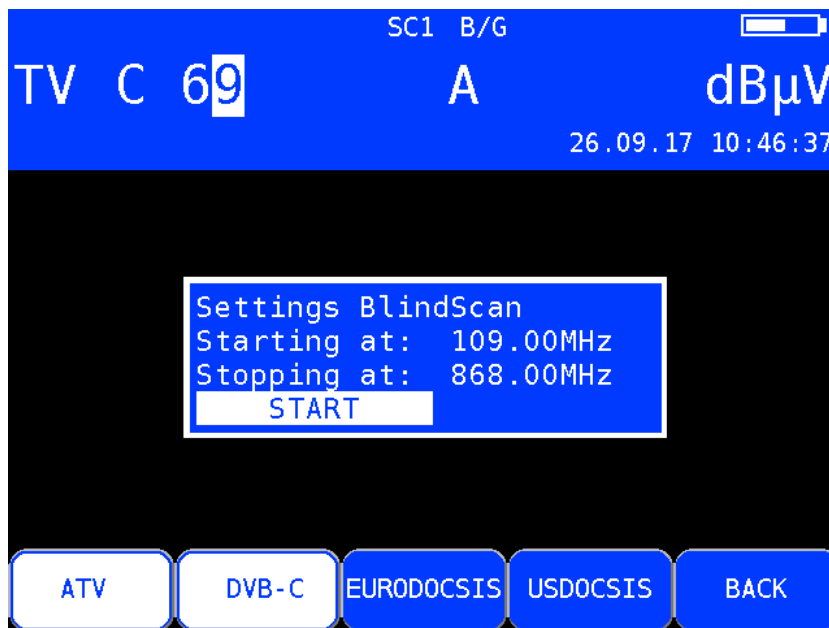 SC1 B/G
TV C 69 A dBµV
26.09.17 10:46:37
Settings BlindScan
Starting at: 109.00MHz
Stopping at: 868.00MHz
START
ATV DVB-C EURODOCSIS USDOCSIS BACK